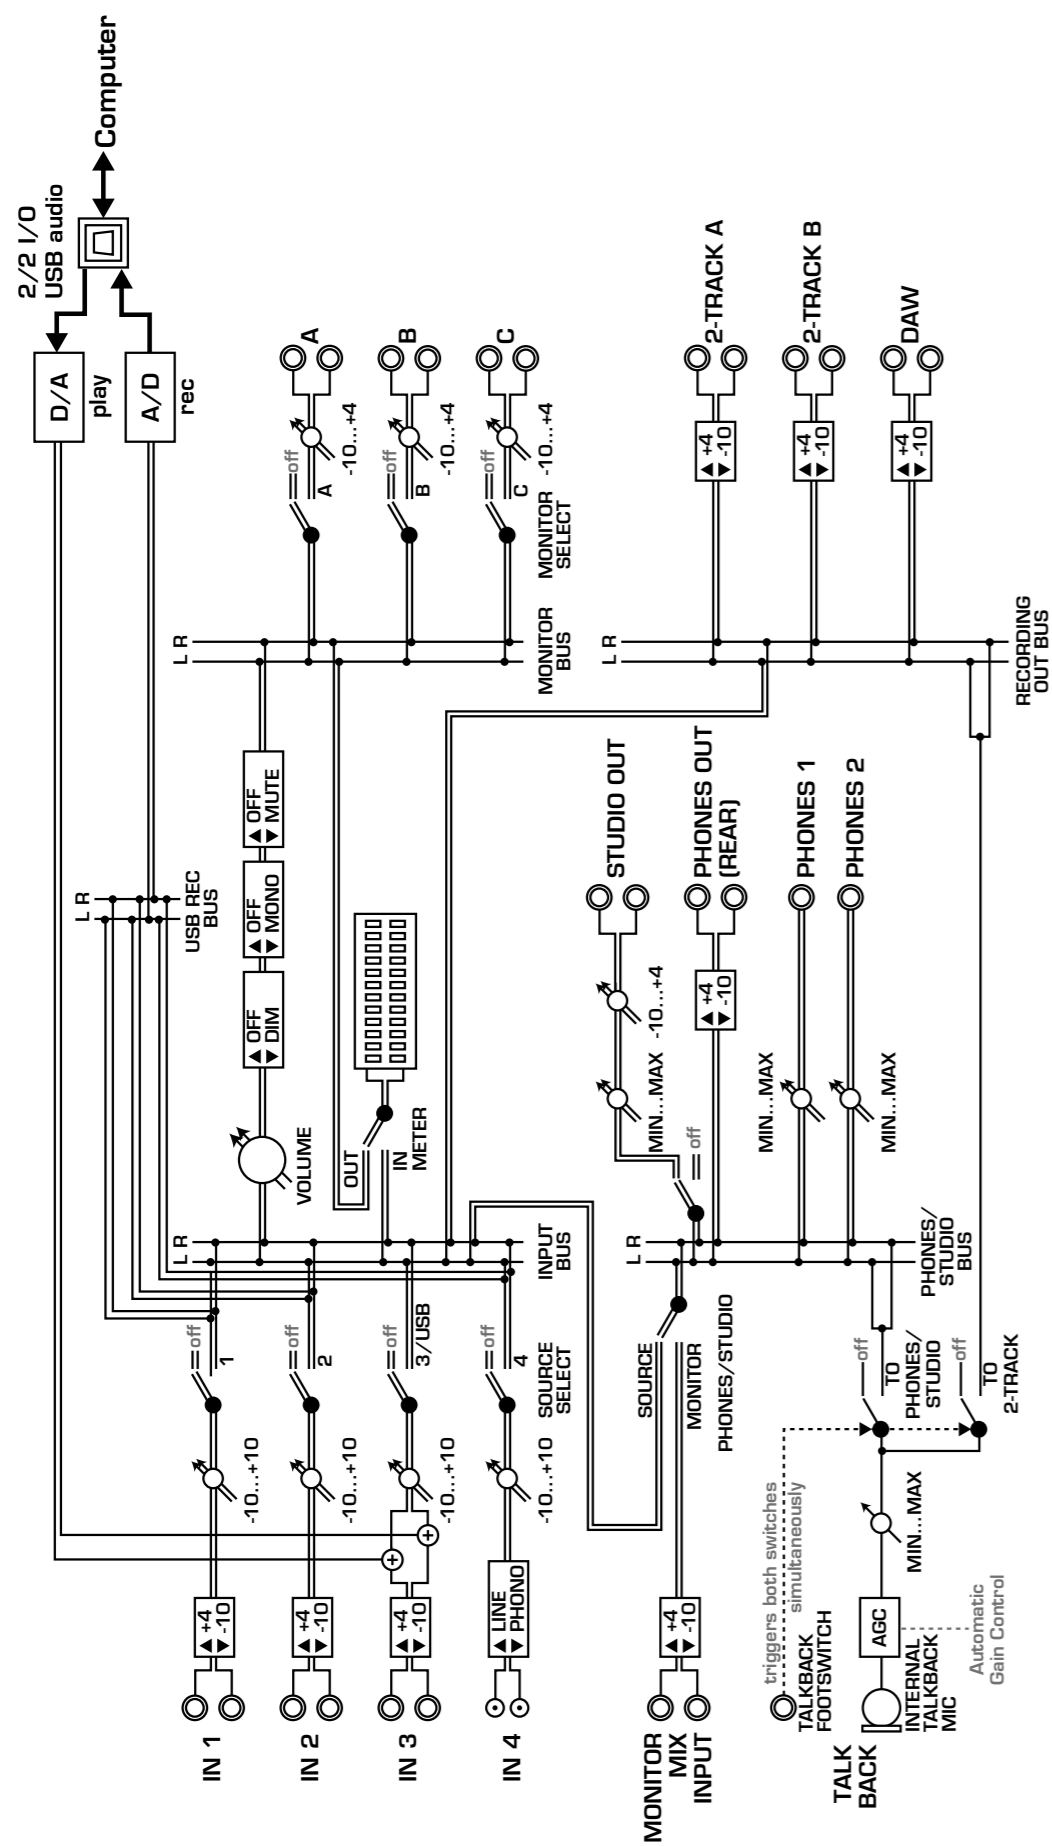 2/2 I/O
USB audio
Computer
D/A
play
A/D
rec
L R
USB REC
BUS
IN 1
+4
-10
-10...+10
off
1
IN 2
+4
-10
-10...+10
off
2
IN 3
+4
-10
+
+
-10...+10
off
3/USB
IN 4
LINE
PHONO
-10...+10
off
4
SOURCE
SELECT
L R
INPUT
BUS
VOLUME
OFF
DIM
OFF
MONO
OFF
MUTE
OUT
IN
METER
L R
MONITOR
BUS
off
A
-10...+4
A
off
B
-10...+4
B
off
C
-10...+4
C
MONITOR
SELECT
MONITOR
MIX
INPUT
+4
-10
SOURCE
MONITOR
PHONES/STUDIO
L R
PHONES/
STUDIO
BUS
off
MIN...MAX
-10...+4
STUDIO OUT
+4
-10
PHONES OUT
(REAR)
MIN...MAX
PHONES 1
MIN...MAX
PHONES 2
L R
RECORDING
OUT BUS
+4
-10
2-TRACK A
+4
-10
2-TRACK B
+4
-10
DAW
TALK
BACK
TALKBACK
FOOTSWITCH
triggers both switches
simultaneously
INTERNAL
TALKBACK
MIC
AGC
Automatic
Gain Control
MIN...MAX
off
TO
PHONES/
STUDIO
off
TO
2-TRACK